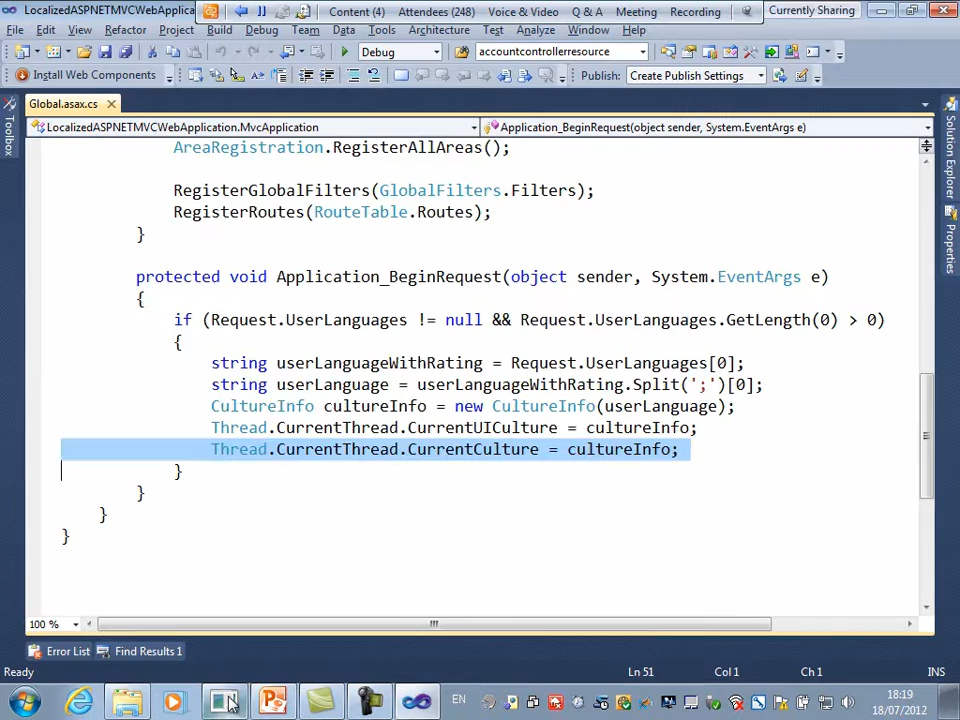 LocalizedASPNETMVCWebApplica
Content (4)
Attendees (248)
Voice & Video
Q & A
Meeting
Recording
Currently Sharing
File Edit View Refactor Project Build Debug Team Data Tools Architecture Test Analyze Window Help
Debug
accountcontrollerresource
Install Web Components
Publish: Create Publish Settings
Global.asax.cs
Toolbox
LocalizedASPNETMVCWebApplication.MvcApplication
Application_BeginRequest(object sender, System.EventArgs e)
Solution Explorer
Properties
AreaRegistration.RegisterAllAreas();
RegisterGlobalFilters(GlobalFilters.Filters);
RegisterRoutes(RouteTable.Routes);
}
protected void Application_BeginRequest(object sender, System.EventArgs e)
{
if (Request.UserLanguages != null && Request.UserLanguages.GetLength(0) > 0)
{
string userLanguageWithRating = Request.UserLanguages[0];
string userLanguage = userLanguageWithRating.Split(';')[0];
CultureInfo cultureInfo = new CultureInfo(userLanguage);
Thread.CurrentThread.CurrentUICulture = cultureInfo;
Thread.CurrentThread.CurrentCulture = cultureInfo;
}
}
}
}
100 %
Error List
Find Results 1
Ready
Ln 51
Col 1
Ch 1
INS
EN
18:19
18/07/2012